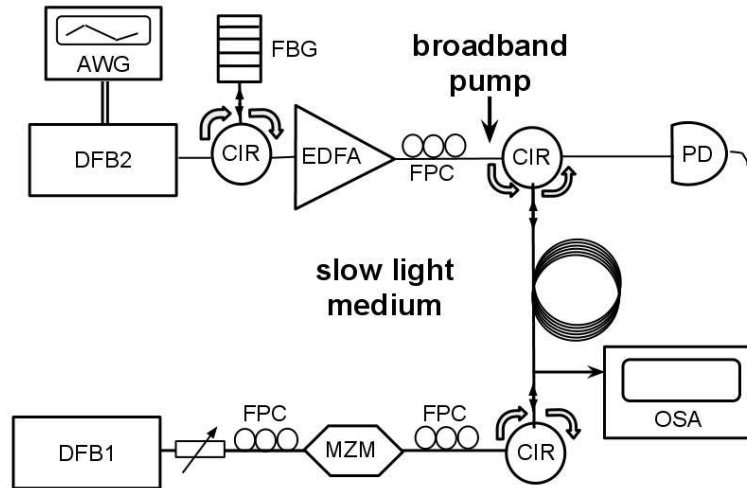 AWG
FBG
broadband
pump
DFB2
CIR
EDFA
FPC
CIR
PD
slow light
medium
FPC
FPC
OSA
DFB1
MZM
CIR